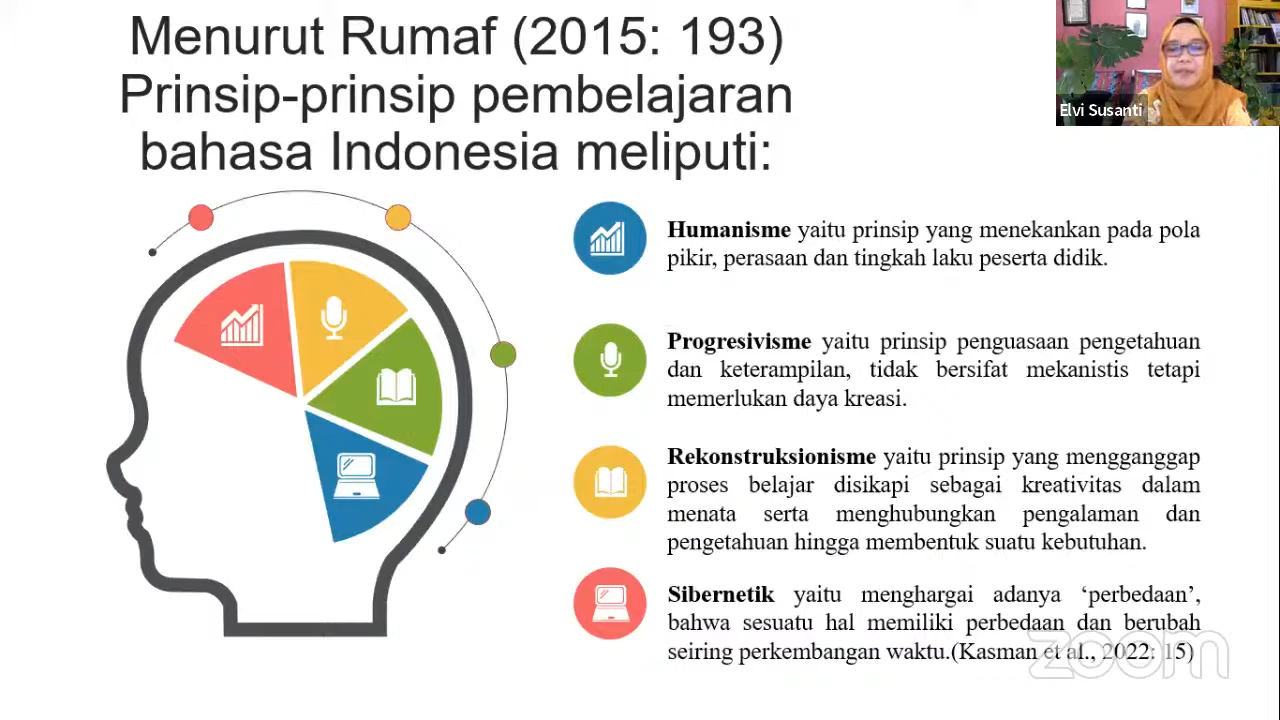 Menurut Rumaf (2015: 193)
Prinsip-prinsip pembelajaran
bahasa Indonesia meliputi:
Elvi Susanti
Humanisme yaitu prinsip yang menekankan pada pola
pikir, perasaan dan tingkah laku peserta didik.
Progresivisme yaitu prinsip penguasaan pengetahuan
dan keterampilan, tidak bersifat mekanistis tetapi
memerlukan daya kreasi.
Rekonstruksionisme yaitu prinsip yang mengganggap
proses belajar disikapi sebagai kreativitas dalam
menata serta menghubungkan pengalaman dan
pengetahuan hingga membentuk suatu kebutuhan.
Sibernetik yaitu menghargai adanya ‘perbedaan’,
bahwa sesuatu hal memiliki perbedaan dan berubah
seiring perkembangan waktu.(Kasman et al., 2022: 15)
zoom